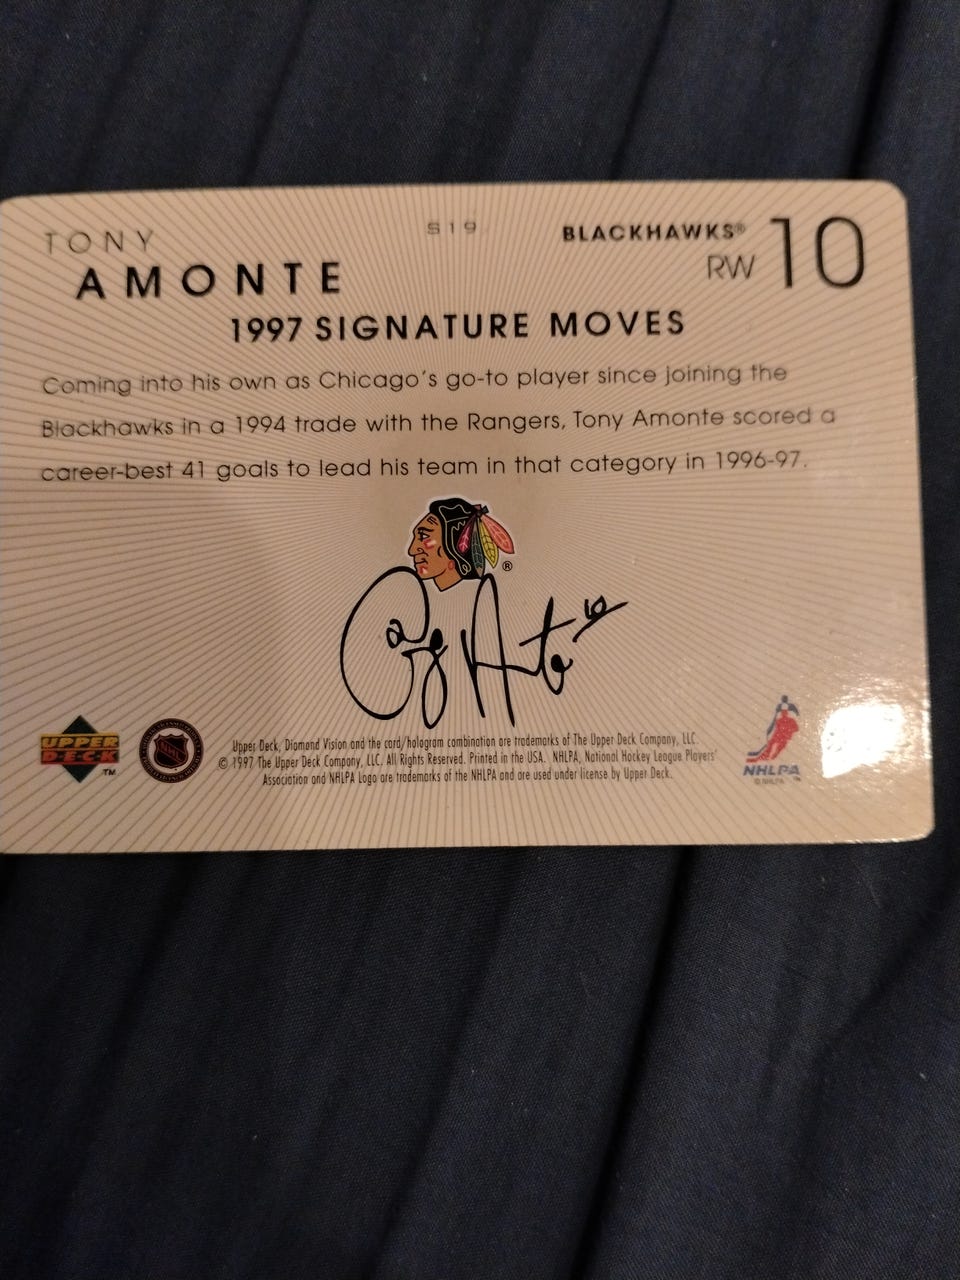 TONY
AMONTE
S19
BLACKHAWKS®
RW 10
1997 SIGNATURE MOVES
Coming into his own as Chicago's go-to player since joining the
Blackhawks in a 1994 trade with the Rangers, Tony Amonte scored a
career-best 41 goals to lead his team in that category in 1996-97.
®
10
UPPER
DECK
TM
NHL
Upper Deck, Diamond Vision and the card/hologram combination are trademarks of The Upper Deck Company, LLC.
© 1997 The Upper Deck Company, LLC. All Rights Reserved. Printed in the USA. NHLPA, National Hockey League Players'
Association and NHLPA Logo are trademarks of the NHLPA and are used under license by Upper Deck.
NHLPA
© NHLPA TM